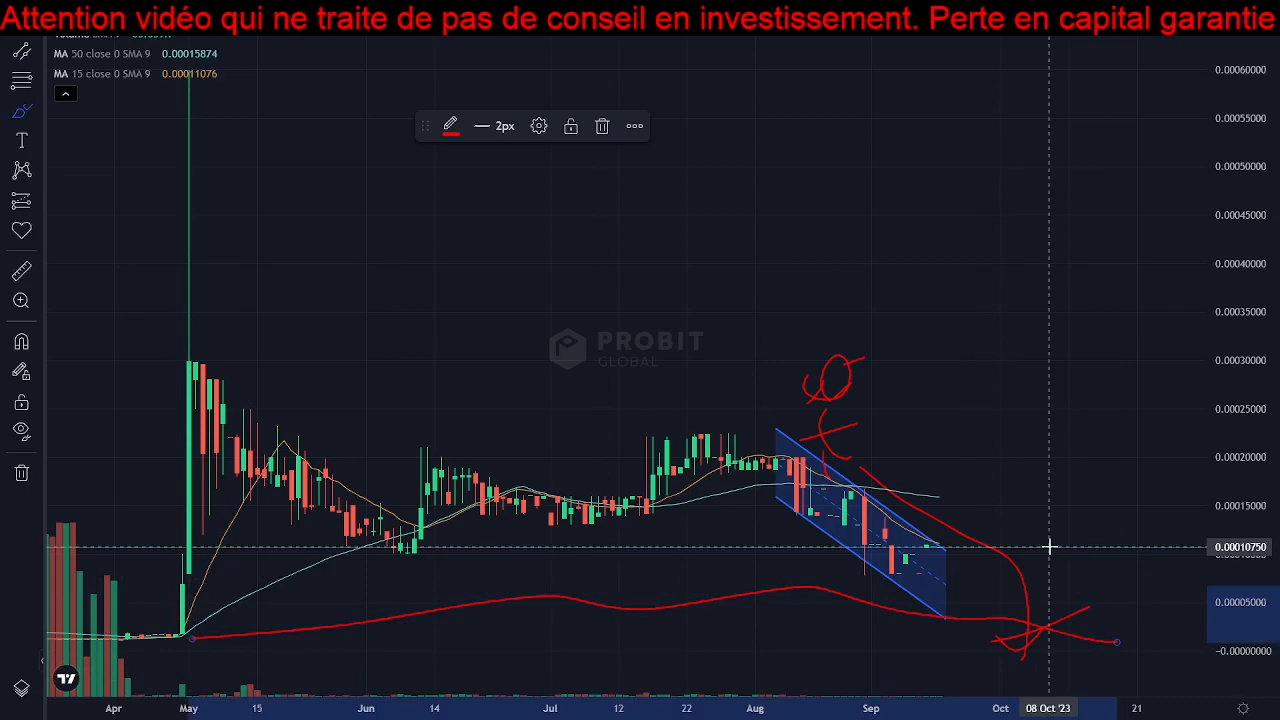 Attention vidéo qui ne traite de pas de conseil en investissement. Perte en capital garantie
MA 50 close 0 SMA 9 0.00015874
MA 15 close 0 SMA 9 0.00011076
2px
PROBIT
GLOBAL
0.00060000
0.00055000
0.00050000
0.00045000
0.00040000
0.00035000
0.00030000
0.00025000
0.00020000
0.00015000
0.00010750
0.00005000
-0.00000000
Apr
May
15
Jun
14
Jul
12
22
Aug
Sep
Oct
08 Oct '23
21